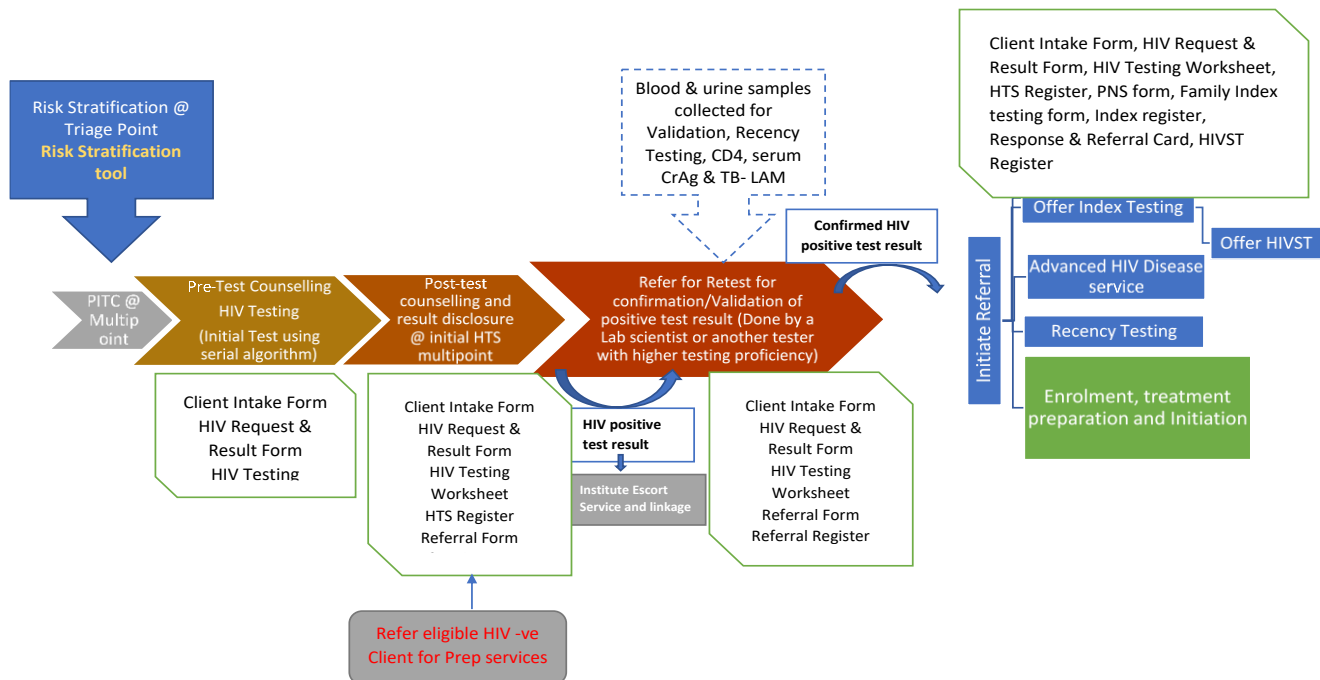 Risk Stratification @
Triage Point
Risk Stratification
tool
PITC @
Multip
oint
Pre-Test Counselling
HIV Testing
(Initial Test using
serial algorithm)
Client Intake Form
HIV Request &
Result Form
HIV Testing
Post-test
counselling and
result disclosure
@ initial HTS
multipoint
Client Intake Form
HIV Request &
Result Form
HIV Testing
Worksheet
HTS Register
Referral Form
Refer eligible HIV -ve
Client for Prep services
HIV positive
test result
Institute Escort
Service and linkage
Blood & urine samples
collected for
Validation, Recency
Testing, CD4, serum
CrAg & TB- LAM
Refer for Retest for
confirmation/Validation of
positive test result (Done by a
Lab scientist or another tester
with higher testing proficiency)
Client Intake Form
HIV Request &
Result Form
HIV Testing
Worksheet
Referral Form
Referral Register
Confirmed HIV
positive test result
Client Intake Form, HIV Request &
Result Form, HIV Testing Worksheet,
HTS Register, PNS form, Family Index
testing form, Index register,
Response & Referral Card, HIVST
Register
Initiate Referral
Offer Index Testing
Offer HIVST
Advanced HIV Disease
service
Recency Testing
Enrolment, treatment
preparation and Initiation